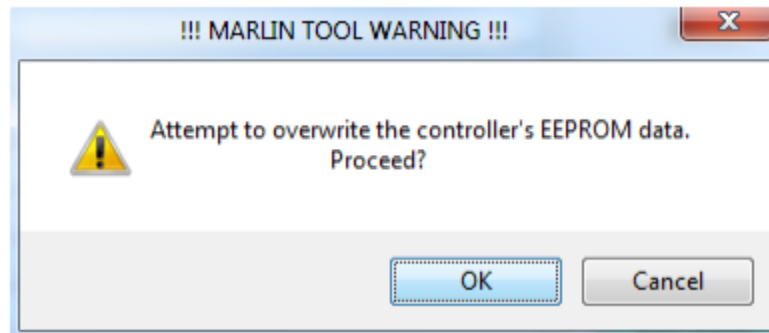 !!! MARLIN TOOL WARNING !!!
Attempt to overwrite the controller's EEPROM data.
Proceed?
OK
Cancel